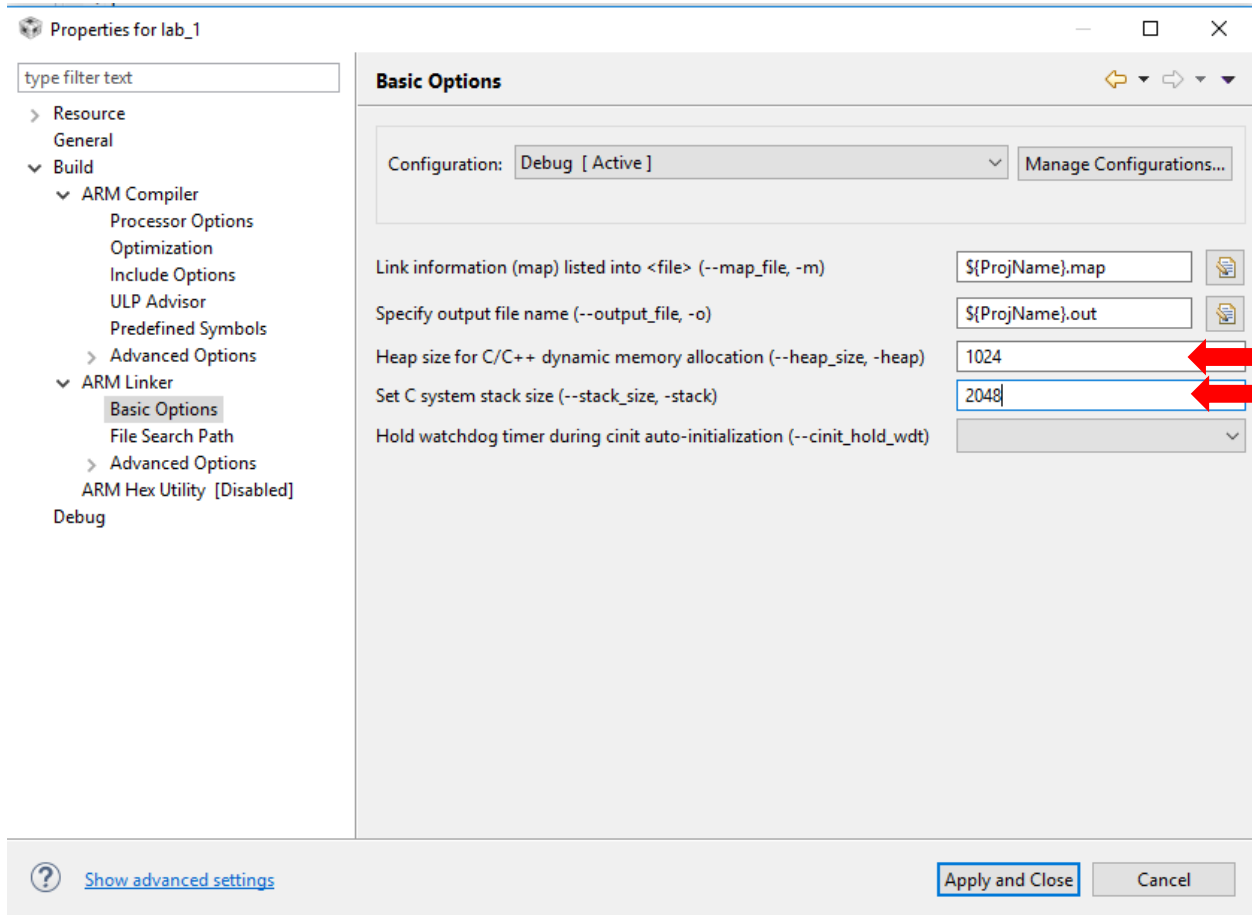 Properties for lab_1
type filter text
Resource
General
Build
ARM Compiler
Processor Options
Optimization
Include Options
ULP Advisor
Predefined Symbols
Advanced Options
ARM Linker
Basic Options
File Search Path
Advanced Options
ARM Hex Utility [Disabled]
Debug
Basic Options
Configuration: Debug [ Active ] Manage Configurations...
Link information (map) listed into <file> (--map_file, -m) ${ProjName}.map
Specify output file name (--output_file, -o) ${ProjName}.out
Heap size for C/C++ dynamic memory allocation (--heap_size, -heap) 1024
Set C system stack size (--stack_size, -stack) 2048
Hold watchdog timer during cinit auto-initialization (--cinit_hold_wdt)
? Show advanced settings Apply and Close Cancel